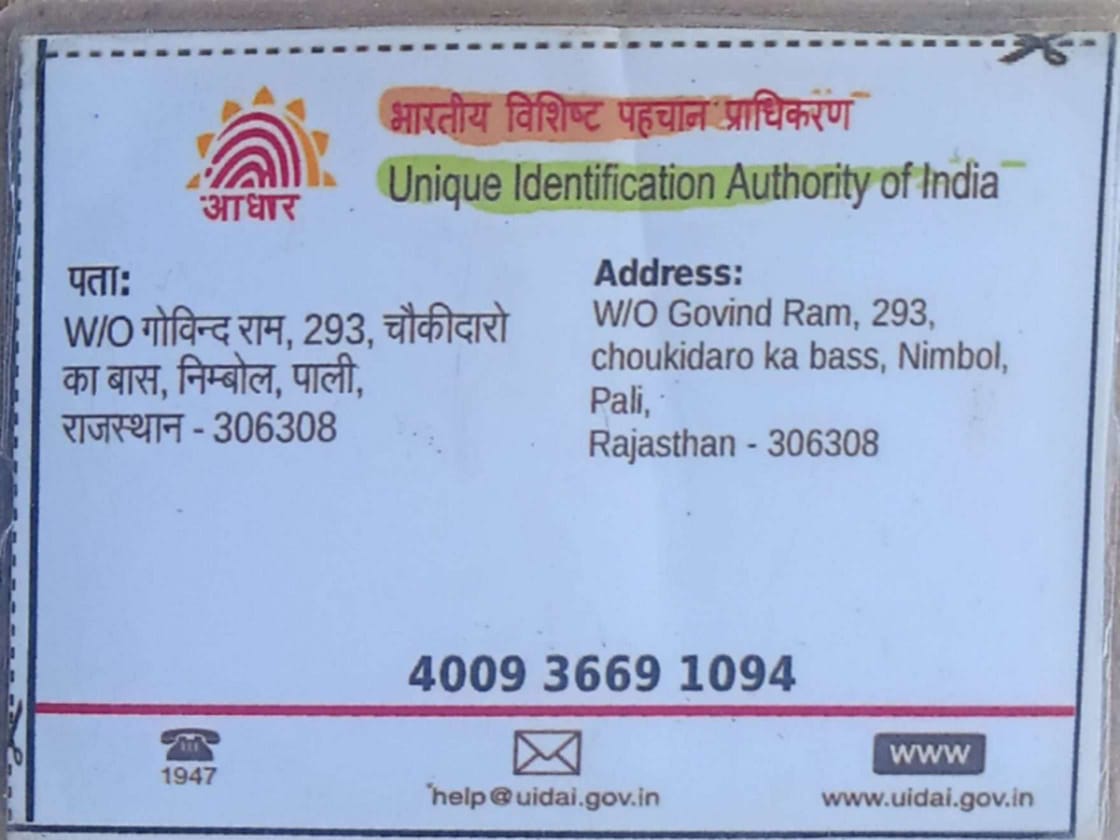 भारतीय विशिष्ट पहचान प्राधिकरण
Unique Identification Authority of India
आधार
पता:
W/O गोविन्द राम, 293, चौकीदारो
का बास, निम्बोल, पाली,
राजस्थान - 306308
Address:
W/O Govind Ram, 293,
choukidaro ka bass, Nimbol,
Pali,
Rajasthan - 306308
4009 3669 1094
1947
help@uidai.gov.in
www
www.uidai.gov.in